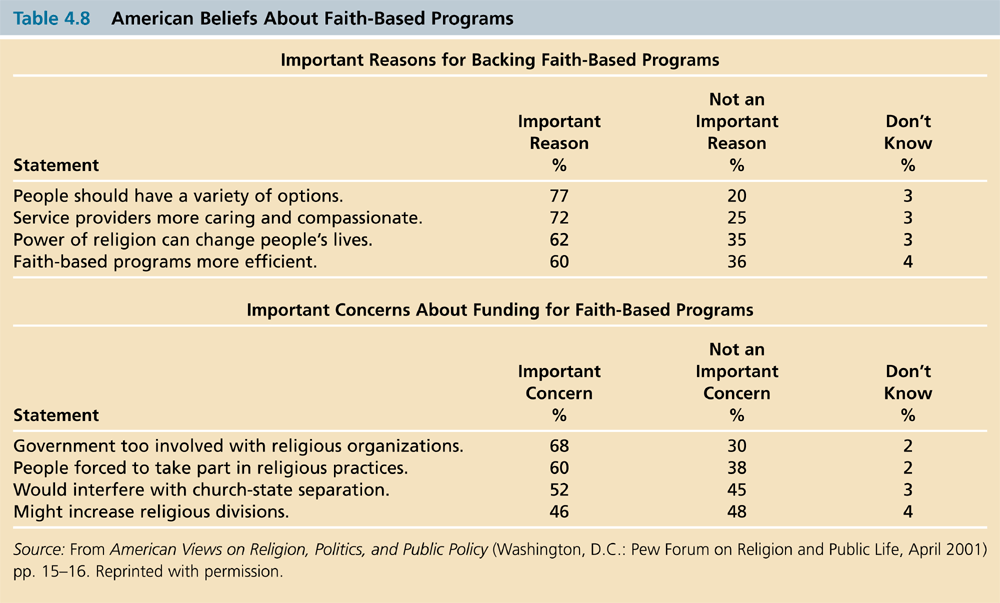 Table 4.8 American Beliefs About Faith-Based Programs
Important Reasons for Backing Faith-Based Programs
Not an
Important Important Don’t
Reason Reason Know
Statement % % %
People should have a variety of options. 77 20 3
Service providers more caring and compassionate. 72 25 3
Power of religion can change people’s lives. 62 35 3
Faith-based programs more efficient. 60 36 4
Important Concerns About Funding for Faith-Based Programs
Not an
Important Important Don’t
Concern Concern Know
Statement % % %
Government too involved with religious organizations. 68 30 2
People forced to take part in religious practices. 60 38 2
Would interfere with church-state separation. 52 45 3
Might increase religious divisions. 46 48 4
Source: From American Views on Religion, Politics, and Public Policy (Washington, D.C.: Pew Forum on Religion and Public Life, April 2001)
pp. 15–16. Reprinted with permission.